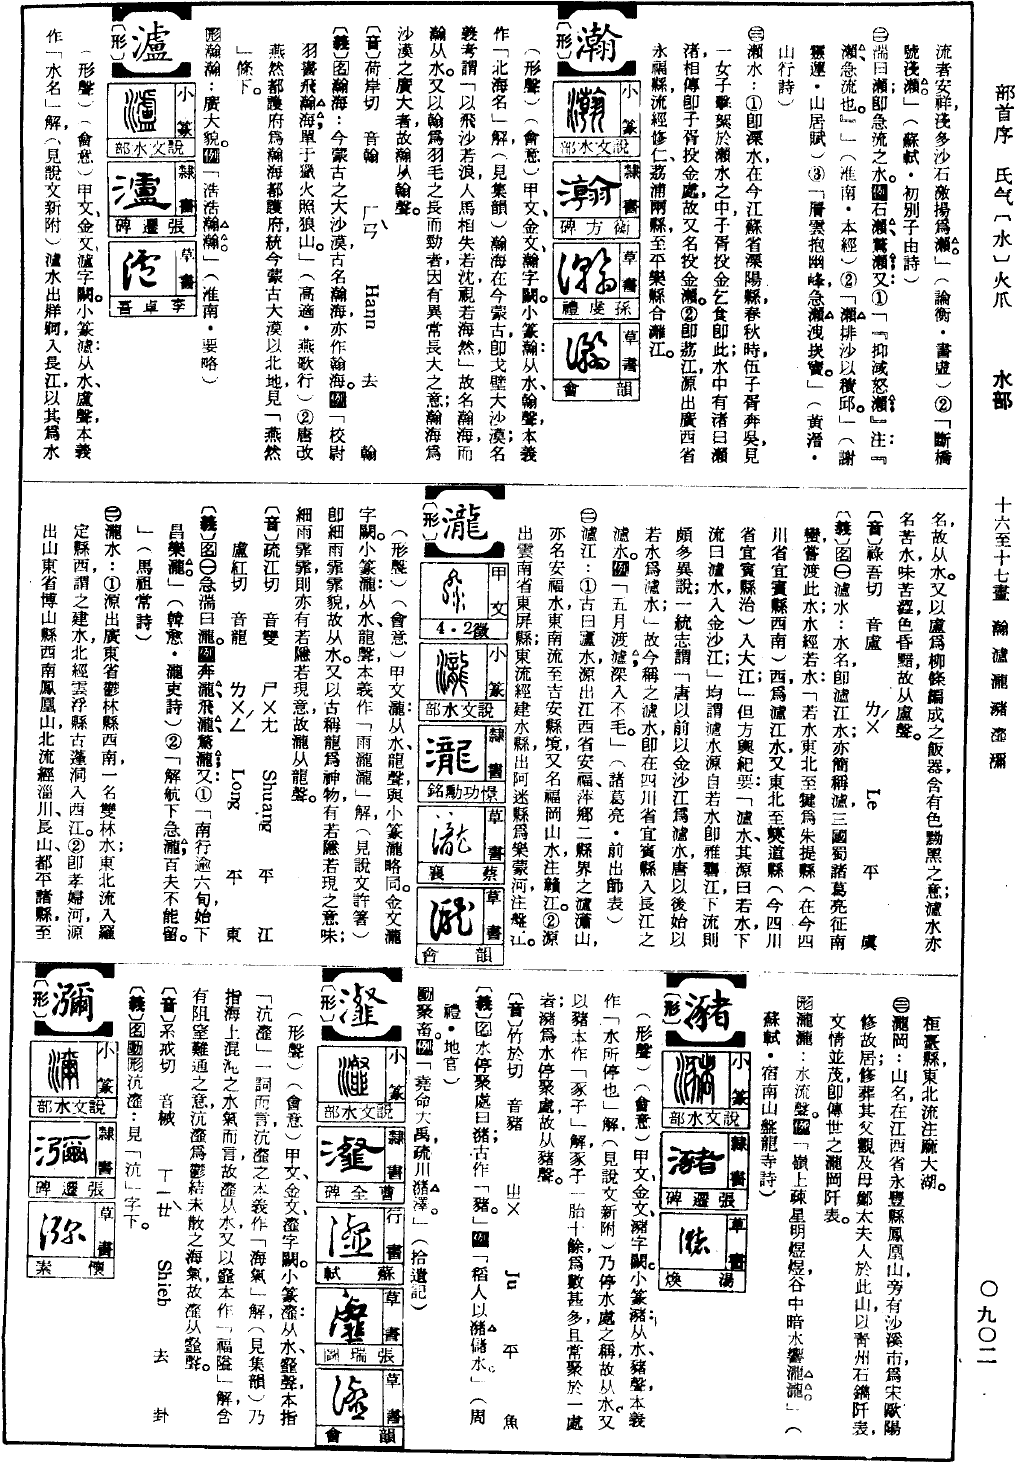 部首序 氏气〔水〕火爪 水部 十六至十七畫 瀚瀘瀧瀦瀣瀰 〇九〇二
流者安祥淺多沙石激揚爲瀨。」(論衡・書虛)②「斷橋
號淺瀨」(蘇軾・初別子由詩)
㊁湍曰瀨卽急流之水。例石瀨、驚瀨。又①「『抑減怒瀨』注:『
瀨急流也。』」(淮南・本經)②「瀨排沙以積邱。」(謝
靈運・山居賦)③「層雲抱幽峰,急瀨洩崁竇。」(黃溍・
山行詩)
㊂瀨水:①卽溧水,在今江蘇省溧陽縣,春秋時伍子胥奔吳,見
一女子擊絮於瀨水之中,子胥投金乞食卽此;水中有渚曰瀨
渚,相傳卽子胥投金處,故又名投金瀨。②卽荔江,源出廣西省
永福縣,流經修仁荔浦兩縣,至平樂縣合灕江。
瀚
〔形〕
小篆 說文水部
隸書 衡方碑
草書 孫虔禮
草書 韻會
(形聲)(會意)甲文、金文、瀚字闕。小篆瀚:从水、翰聲,本義
作「北海名」解,(見集韻)瀚海在今蒙古,卽戈壁大沙漠;名
義考謂「以飛沙若浪,人馬相失若沈,視若海然」故名瀚海,而
瀚从水。又以翰爲羽毛之長而勁者,因有異常長大之意;瀚海爲
沙漠之廣大者,故瀚从翰聲。
〔音〕荷岸切 音翰 ㄏㄢˋ Hann 去 翰
〔義〕名瀚海:今蒙古之大沙漠古名瀚海,亦作翰海。例「校尉
羽書飛瀚海,單于獵火照狼山。」(高適・燕歌行)②唐改
燕然都護府爲瀚海都護府,統今蒙古大漠以北地,見「燕然
」條下。
形瀚瀚:廣大貌。例「浩浩瀚瀚」(淮南・要略)
瀘
〔形〕
小篆 說文水部
隸書 張遷碑
草書 李卓吾
(形聲)(會意)甲文、金文瀘字闕。小篆瀘:从水、盧聲,本義
作「水名」解,(見說文新附)瀘水出牂牁,入長江,以其爲水
名,故从水。又以盧爲柳條編成之飯器,含有色黝黑之意;瀘水亦
名苦水,味苦澀,色昏黯,故从盧聲。
〔音〕祿吾切 音盧 ㄌㄨˊ Le 平 虞
〔義〕名㊀瀘水:水名,卽瀘江水,亦簡稱瀘,三國蜀諸葛亮征南
蠻嘗渡此水;水經若水:「若水東北至犍爲朱提縣(在今四
川省宜賓縣西南)西爲瀘江水,又東北至僰道縣(今四川
省宜賓縣治)入大江」但方輿紀要:「瀘水,其源曰若水,下
流曰瀘水,入金沙江」均謂瀘水源自若水,卽雅礱江下流,則
頗多異說;一統志謂「唐以前以金沙江爲瀘水,唐以後始以
若水爲瀘水」故今稱之瀘水卽在四川省宜賓縣入長江之
瀘水。例「五月渡瀘,深入不毛。」(諸葛亮・前出師表)
㊁瀘江:①古曰廬水,源出江西省安福、萍鄉二縣界之瀘瀟山,
亦名安福水,東南流至吉安縣境,又名福岡山水,注贛江。②源
出雲南省東屏縣,東流經建水縣,出阿迷縣爲樂蒙河,注盤江。
瀧
〔形〕
甲文 徵2・4
小篆 說文水部
隸書 憬功勳銘
草書 蔡襄
草書 韻會
(形聲)(會意)甲文瀧:从水、龍聲,與小篆瀧略同。金文瀧
字闕。小篆瀧:从水、龍聲,本義作「雨瀧瀧」解,(見說文許箸)
卽細雨霏霏貌,故从水。又以古稱龍爲神物,有若隱若現之意味;
細雨霏霏則亦有若隱若現意,故瀧从龍聲。
〔音〕疏江切 音雙 ㄕㄨㄤ Shuang 平 江
盧紅切 音龍 ㄌㄨㄥˊ Long 平 東
〔義〕名㊀急湍曰瀧。例奔瀧、飛瀧、驚瀧。又①「南行逾六旬,始下
昌樂瀧。」(韓愈・瀧吏詩)②「解航下急瀧,百夫不能留。
」(馬祖常詩)
㊁瀧水:①源出廣東省鬱林縣西南,一名雙林水,東北流入羅
定縣西,謂之建水,北經雲浮縣古蓬洞入西江。②卽孝婦河,源
出山東省博山縣西南鳳凰山,北流經淄川、長山、鄒平諸縣,至
桓臺縣東北流注麻大湖。
㊂瀧岡:山名,在江西省永豐縣鳳凰山旁,有沙溪市,爲宋歐陽
修故居;修葬其父觀及母鄭太夫人於此山,以靑州石鐫阡表,
文情並茂,卽傳世之瀧岡阡表。
形瀧瀧:水流聲。例「嶺上疎星明煜煜,谷中暗水響瀧瀧」(
蘇軾・宿南山盤龍寺詩)
瀦
〔形〕
小篆 說文水部
隸書 張遷碑
草書 湯煥
(形聲)(會意)甲文、金文、瀦字闕。小篆瀦:从水、豬聲,本義
作「水所停也」解,(見說文新附)乃停水處之稱,故从水。又
以豬本作「豕子」解,豕子一胎十餘,爲數甚多,且常聚於一處
者;瀦爲水停聚處,故从豬聲。
〔音〕竹於切 音豬 ㄓㄨ Ju 平 魚
〔義〕名水停聚處曰瀦;古作「豬。」例「稻人以瀦儲水。」(周
禮・地官)
動聚畜。例「堯命大禹,疏川瀦澤。」(拾遺記)
瀣
〔形〕
小篆 說文水部
隸書 曹全碑
行書 蘇軾
草書 張瑞圖
草書 韻會
(形聲)(會意)甲文、金文、瀣字闕。小篆瀣:从水、䪥聲,本指
「沆瀣」一詞而言,沆瀣之本義作「海氣」解,(見集韻)乃
指海上混沌之水氣而言,故瀣从水。又以䪥本作「福隘」解,含
有阻窒難通之意,沆瀣爲鬱結未散之海氣,故瀣从䪥聲。
〔音〕系戒切 音械 ㄒㄧㄝˋ Shieh 去 卦
〔義〕名動形沆瀣:見「沆」字下。
瀰
〔形〕
小篆 說文水部
隸書 張遷碑
草書 懷素